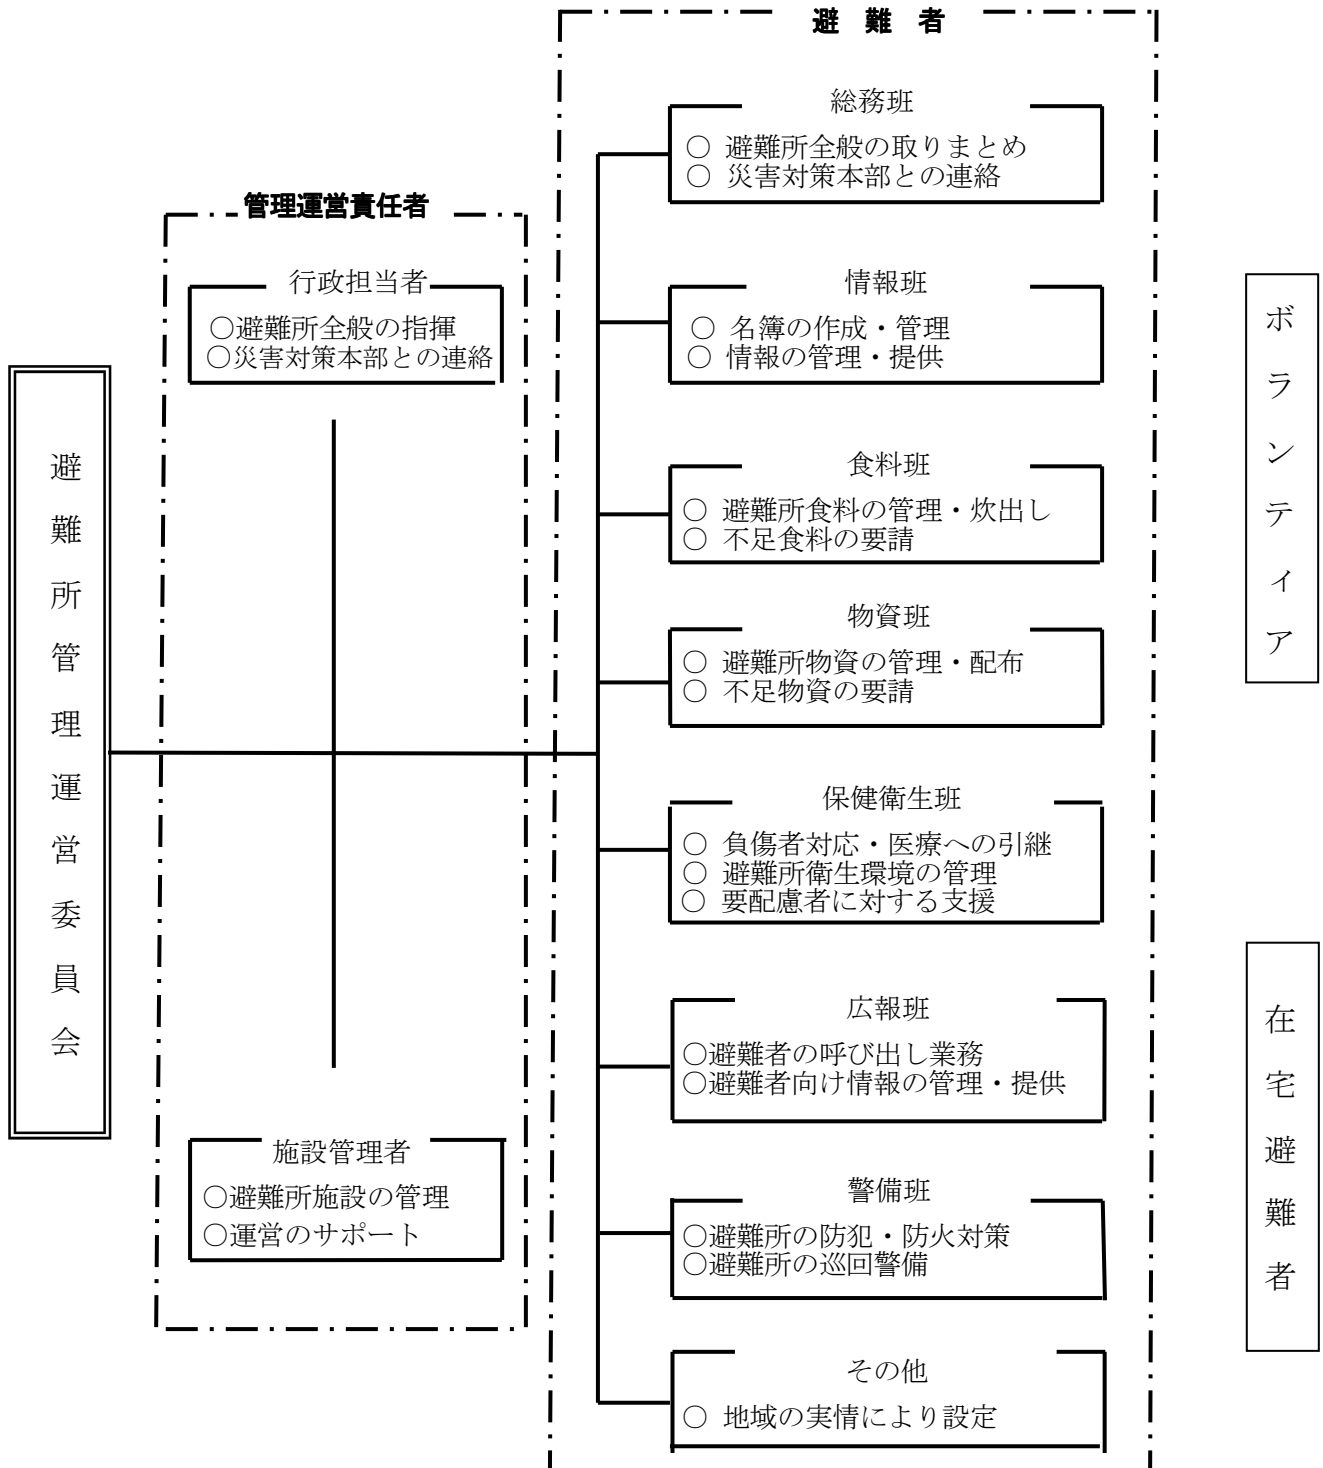 避難所管理運営委員会
管理運営責任者
行政担当者
○避難所全般の指揮
○災害対策本部との連絡
施設管理者
○避難所施設の管理
○運営のサポート
避　難　者
総務班
○ 避難所全般の取りまとめ
○ 災害対策本部との連絡
情報班
○ 名簿の作成・管理
○ 情報の管理・提供
食料班
○ 避難所食料の管理・炊出し
○ 不足食料の要請
物資班
○ 避難所物資の管理・配布
○ 不足物資の要請
保健衛生班
○ 負傷者対応・医療への引継
○ 避難所衛生環境の管理
○ 要配慮者に対する支援
広報班
○避難者の呼び出し業務
○避難者向け情報の管理・提供
警備班
○避難所の防犯・防火対策
○避難所の巡回警備
その他
○ 地域の実情により設定
ボランティア
在宅避難者